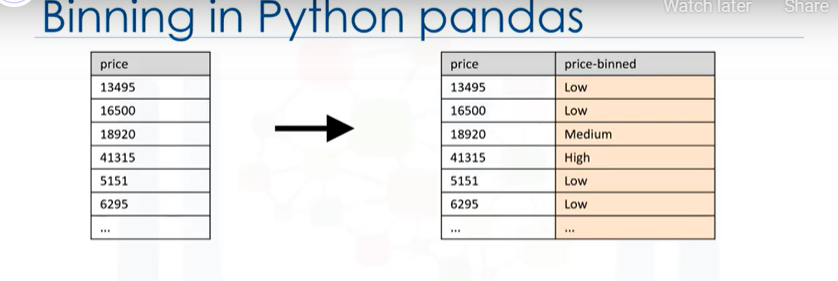 Binning in Python pandas
Watch later Share
price
13495
16500
18920
41315
5151
6295
...
price price-binned
13495 Low
16500 Low
18920 Medium
41315 High
5151 Low
6295 Low
... ...